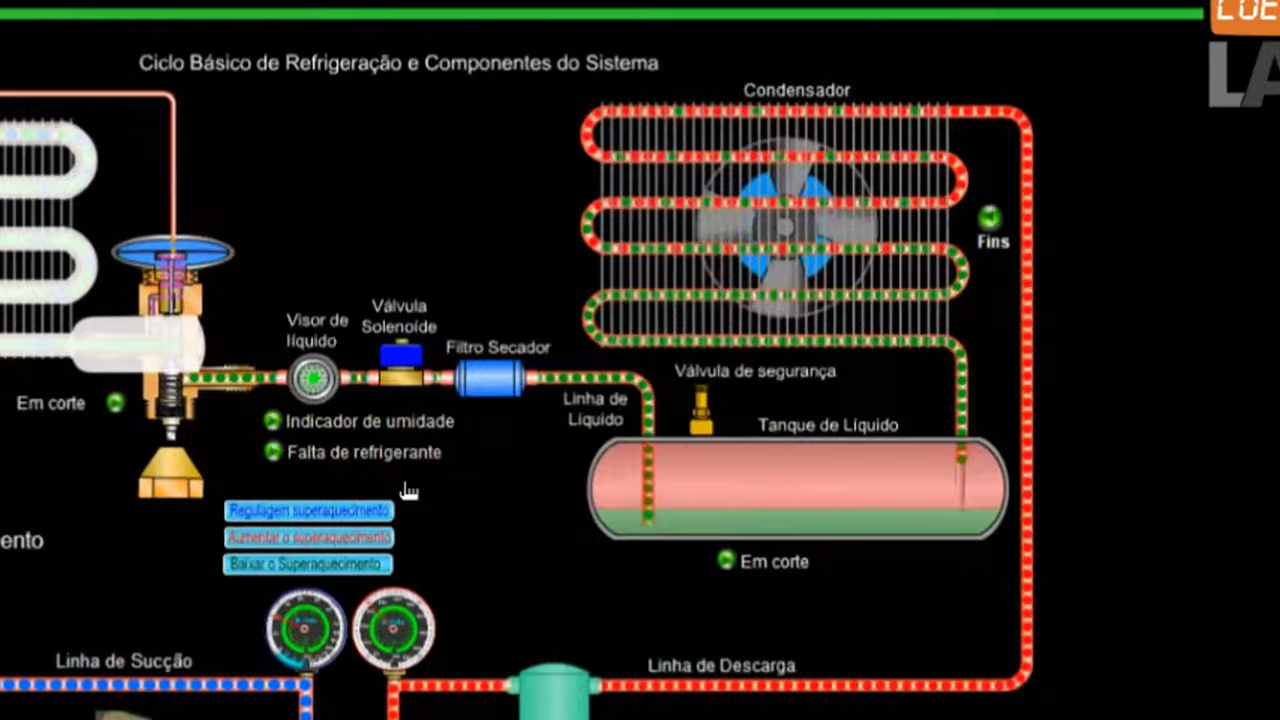 Ciclo Básico de Refrigeração e Componentes do Sistema
Condensador
Fins
Válvula
Solenoíde
Visor de
líquido
Filtro Secador
Válvula de segurança
Linha de
Líquido
Em corte
Indicador de umidade
Tanque de Líquido
Falta de refrigerante
Regulagem superaquecimento
Aumentar o superaquecimento
Baixar o Superaquecimento
ento
Em corte
Linha de Sucção
Linha de Descarga
LA